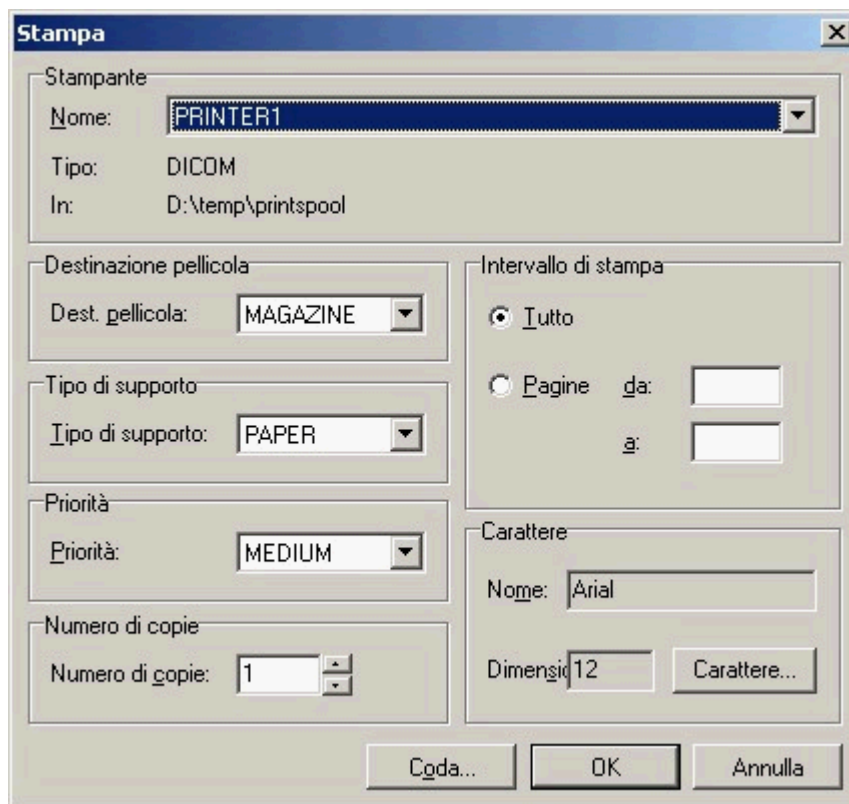 Stampa
Stampante
Nome: PRINTER1
Tipo: DICOM
In: D:\temp\printspool
Destinazione pellicola
Dest. pellicola: MAGAZINE
Tipo di supporto
Tipo di supporto: PAPER
Priorità
Priorità: MEDIUM
Numero di copie
Numero di copie: 1
Intervallo di stampa
Tutto
Pagine da:
a:
Carattere
Nome: Arial
Dimensio 12 Carattere...
Coda... OK Annulla